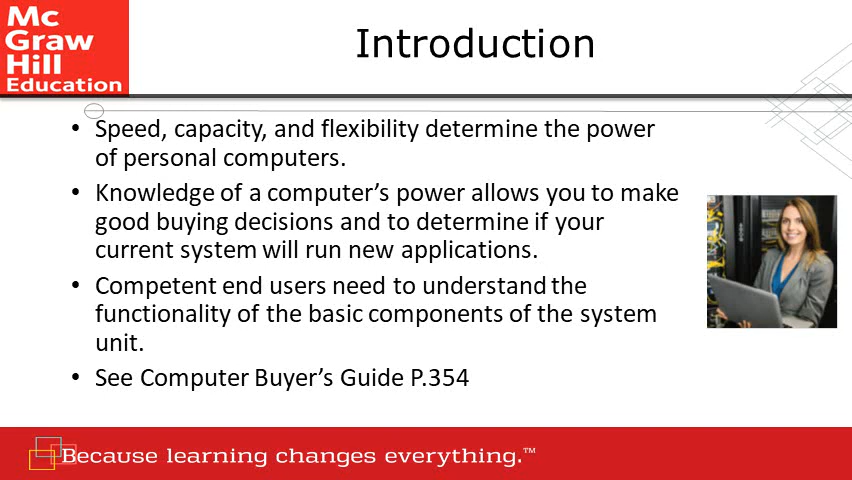 Mc
Graw
Hill
Education
Introduction
• Speed, capacity, and flexibility determine the power
of personal computers.
• Knowledge of a computer’s power allows you to make
good buying decisions and to determine if your
current system will run new applications.
• Competent end users need to understand the
functionality of the basic components of the system
unit.
• See Computer Buyer’s Guide P.354
Because learning changes everything.™